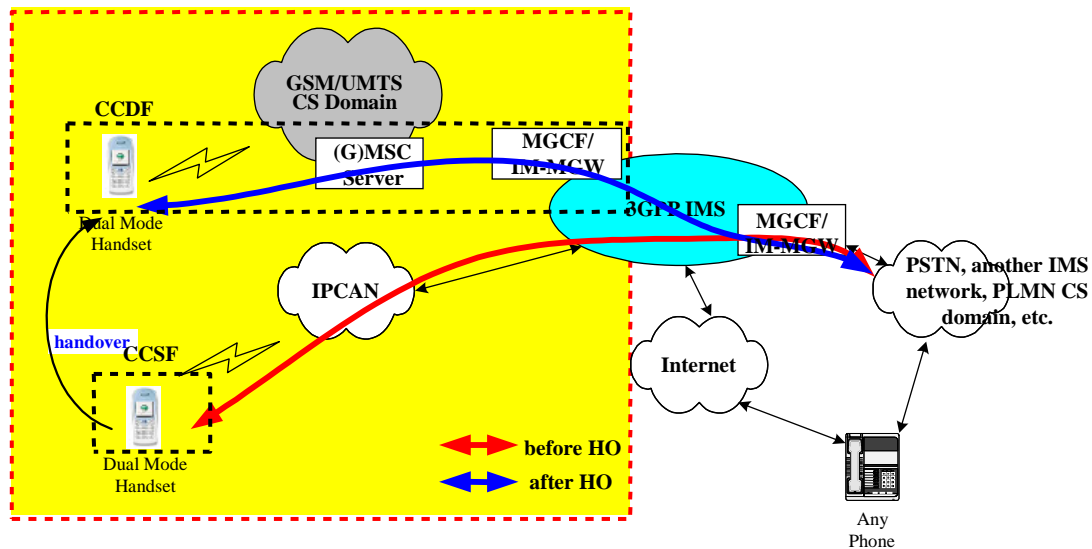 GSM/UMTS
CS Domain
CCDF
(G)MSC
Server
MGCF/
IM-MGW
3GPP IMS
MGCF/
IM-MGW
Dual Mode
Handset
PSTN, another IMS
network, PLMN CS
domain, etc.
IPCAN
handover
CCSF
Internet
Dual Mode
Handset
before HO
after HO
Any
Phone